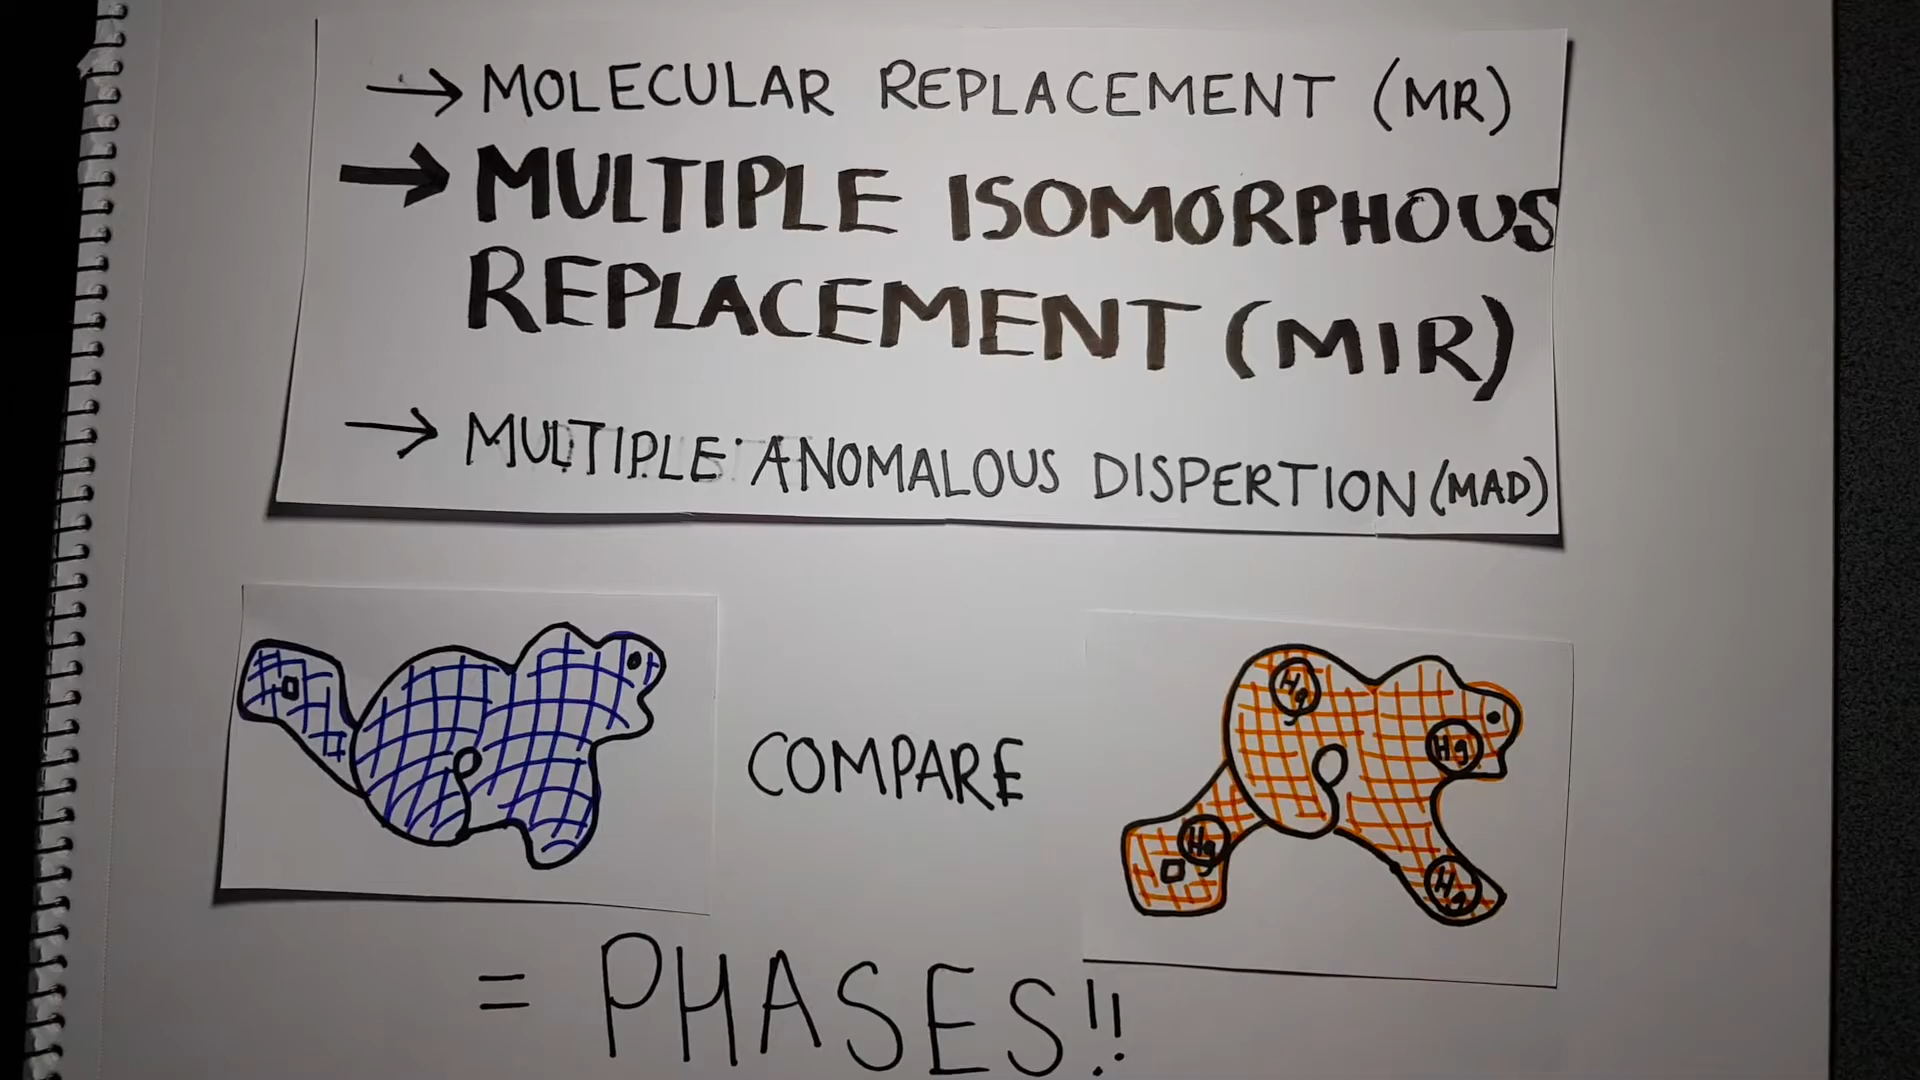 → MOLECULAR REPLACEMENT (MR)
→ MULTIPLE ISOMORPHOUS
REPLACEMENT (MIR)
→ MULTIPLE ANOMALOUS DISPERTION (MAD)
Hg
Hg
COMPARE
Hg
Hg
= PHASES!!